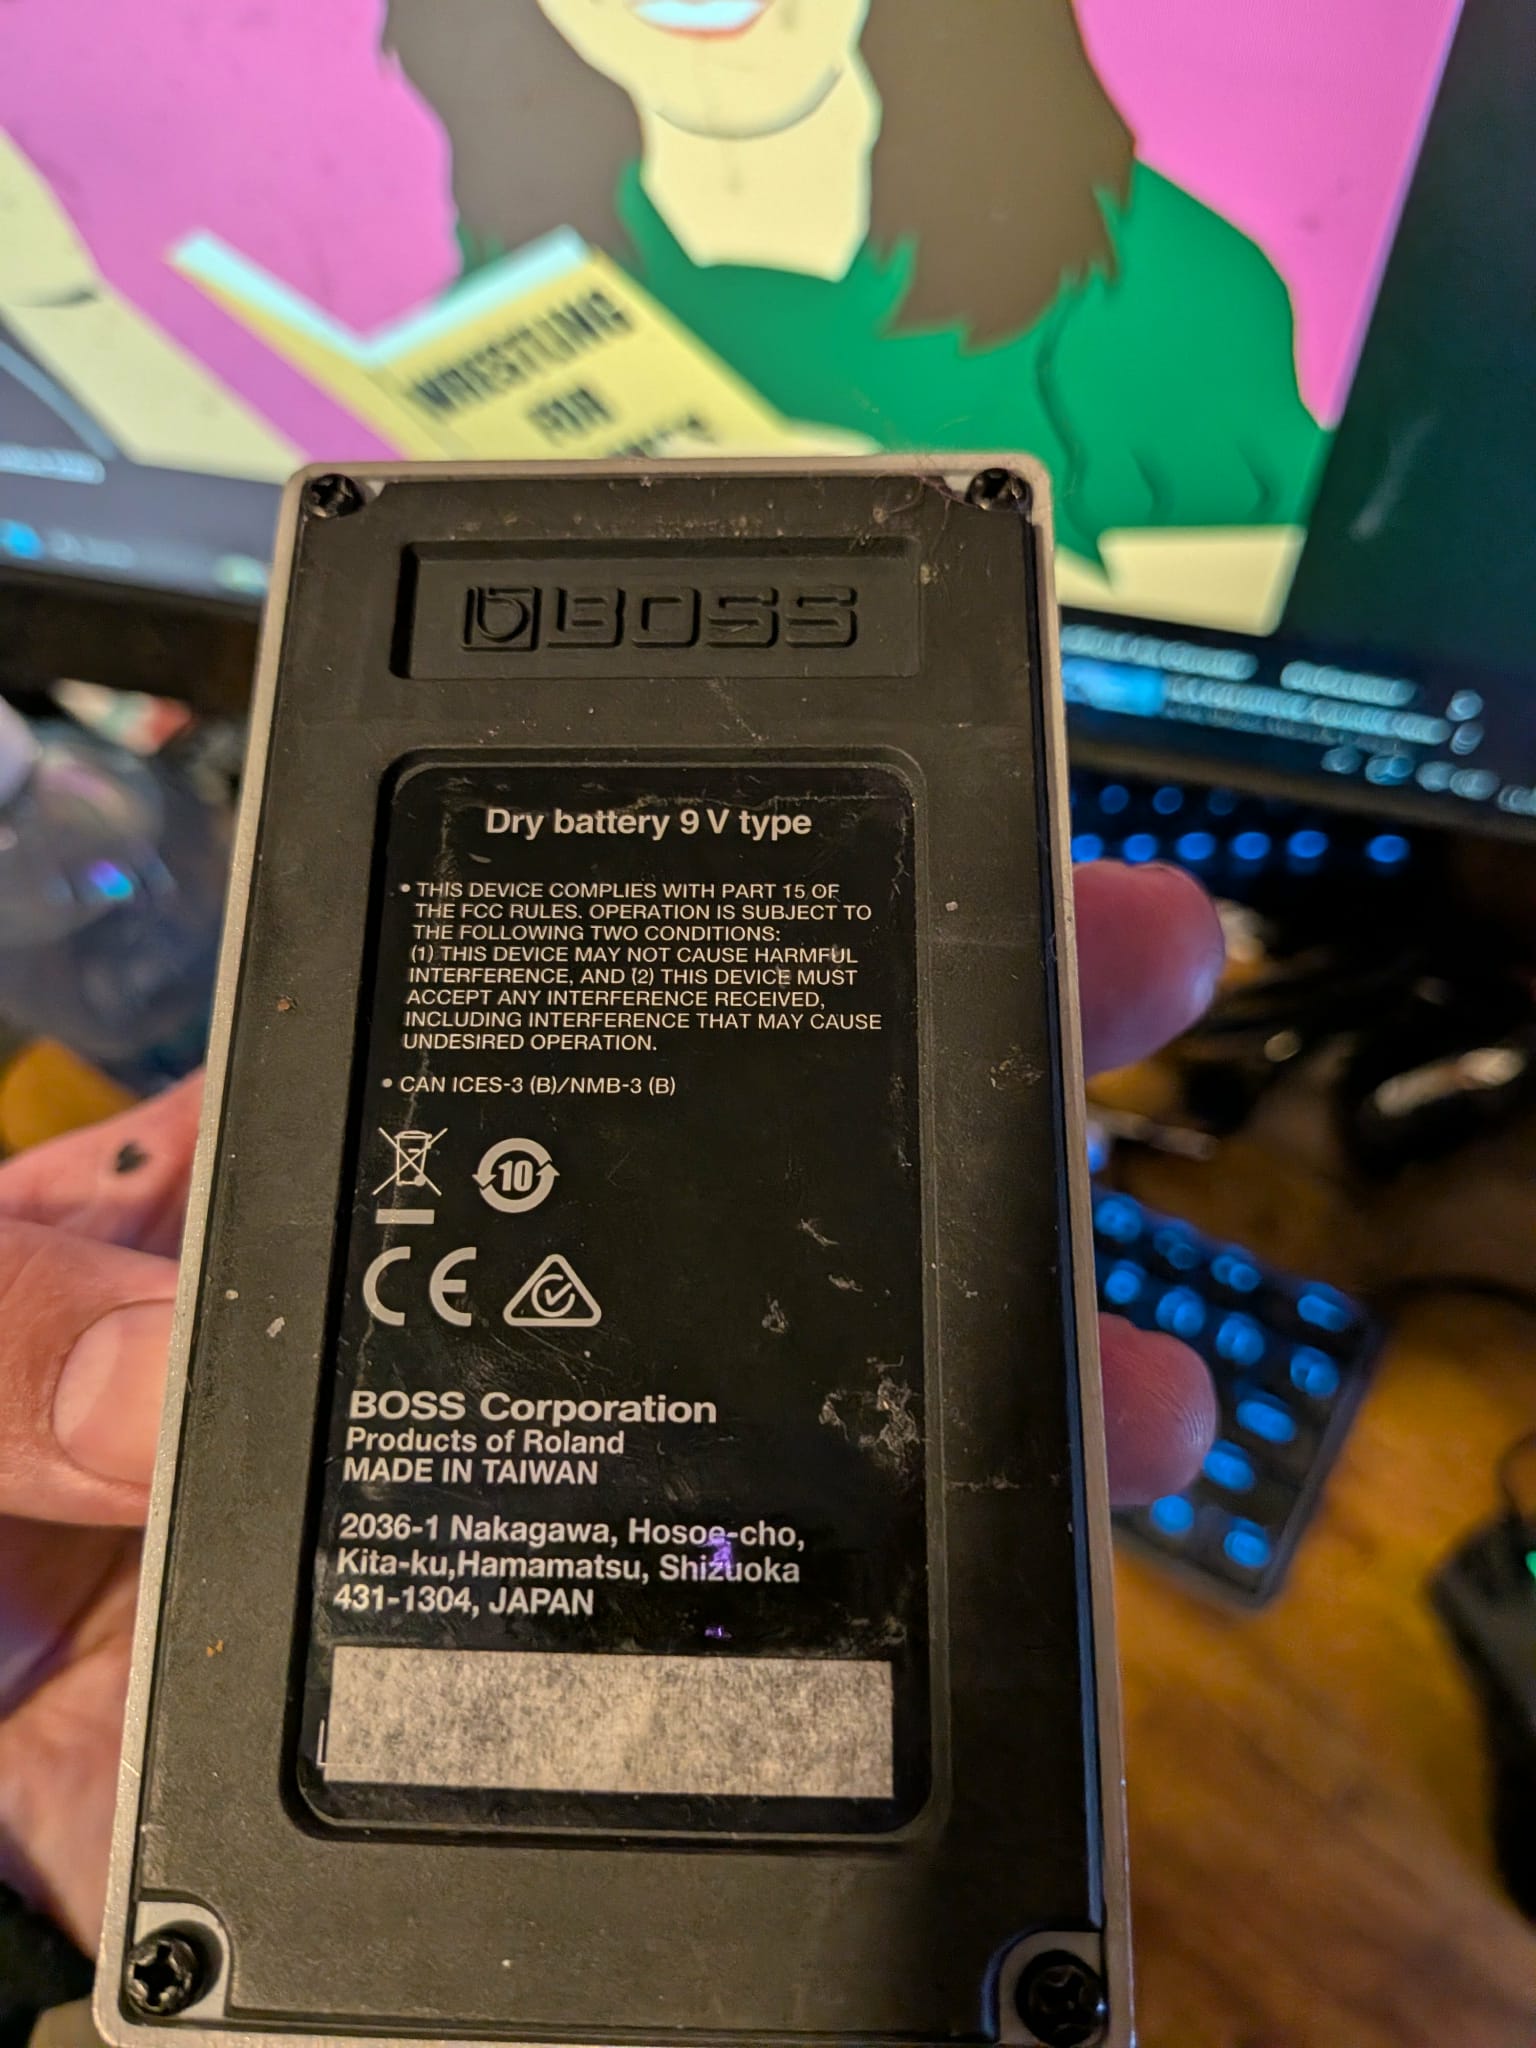 WRESTLING
FOR
BOSS
Dry battery 9 V type
• THIS DEVICE COMPLIES WITH PART 15 OF
THE FCC RULES. OPERATION IS SUBJECT TO
THE FOLLOWING TWO CONDITIONS:
(1) THIS DEVICE MAY NOT CAUSE HARMFUL
INTERFERENCE, AND (2) THIS DEVICE MUST
ACCEPT ANY INTERFERENCE RECEIVED,
INCLUDING INTERFERENCE THAT MAY CAUSE
UNDESIRED OPERATION.
• CAN ICES-3 (B)/NMB-3 (B)
10
CE
BOSS Corporation
Products of Roland
MADE IN TAIWAN
2036-1 Nakagawa, Hosoe-cho,
Kita-ku,Hamamatsu, Shizuoka
431-1304, JAPAN